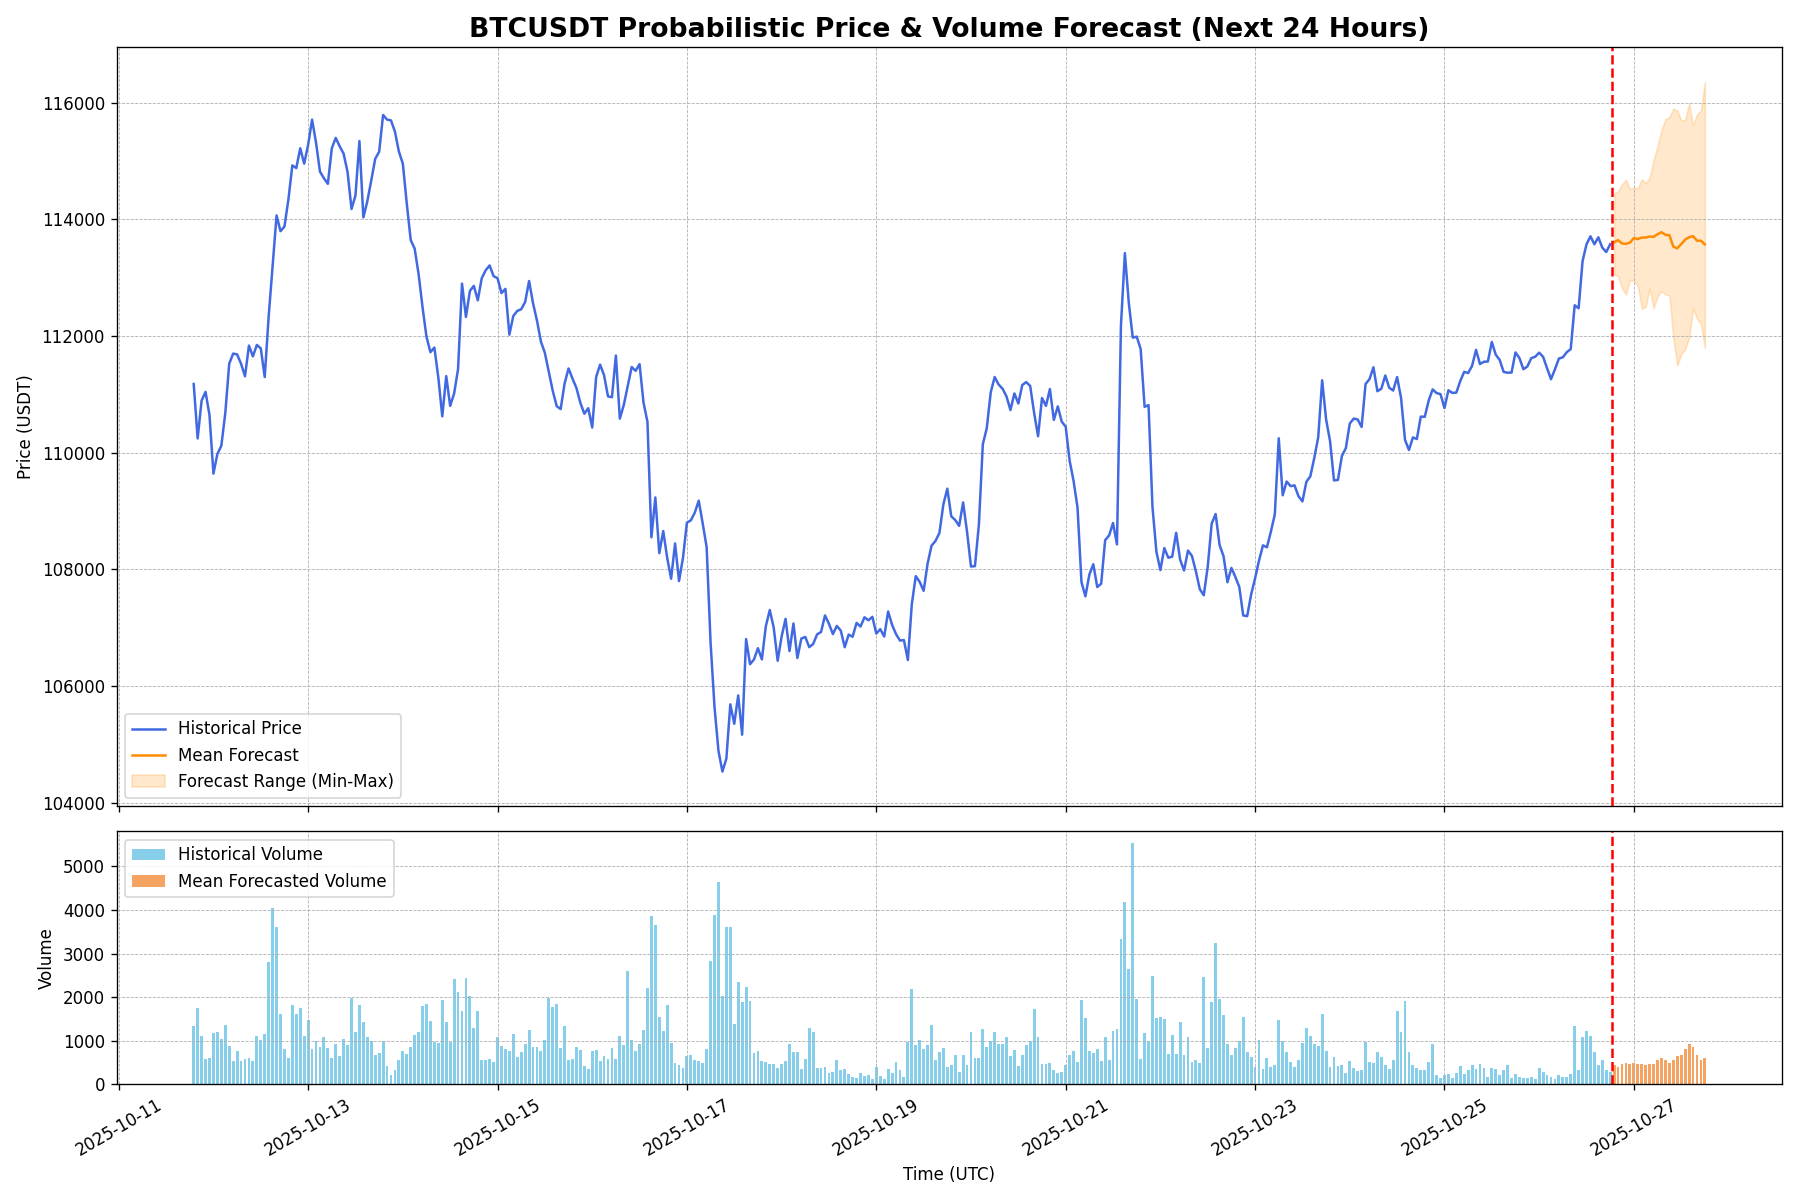 BTCUSDT Probabilistic Price & Volume Forecast (Next 24 Hours)
116000
114000
112000
110000
108000
106000
104000
Price (USDT)
Historical Price
Mean Forecast
Forecast Range (Min-Max)
5000
4000
3000
2000
1000
0
Volume
Historical Volume
Mean Forecasted Volume
2025-10-11
2025-10-13
2025-10-15
2025-10-17
2025-10-19
2025-10-21
2025-10-23
2025-10-25
2025-10-27
Time (UTC)